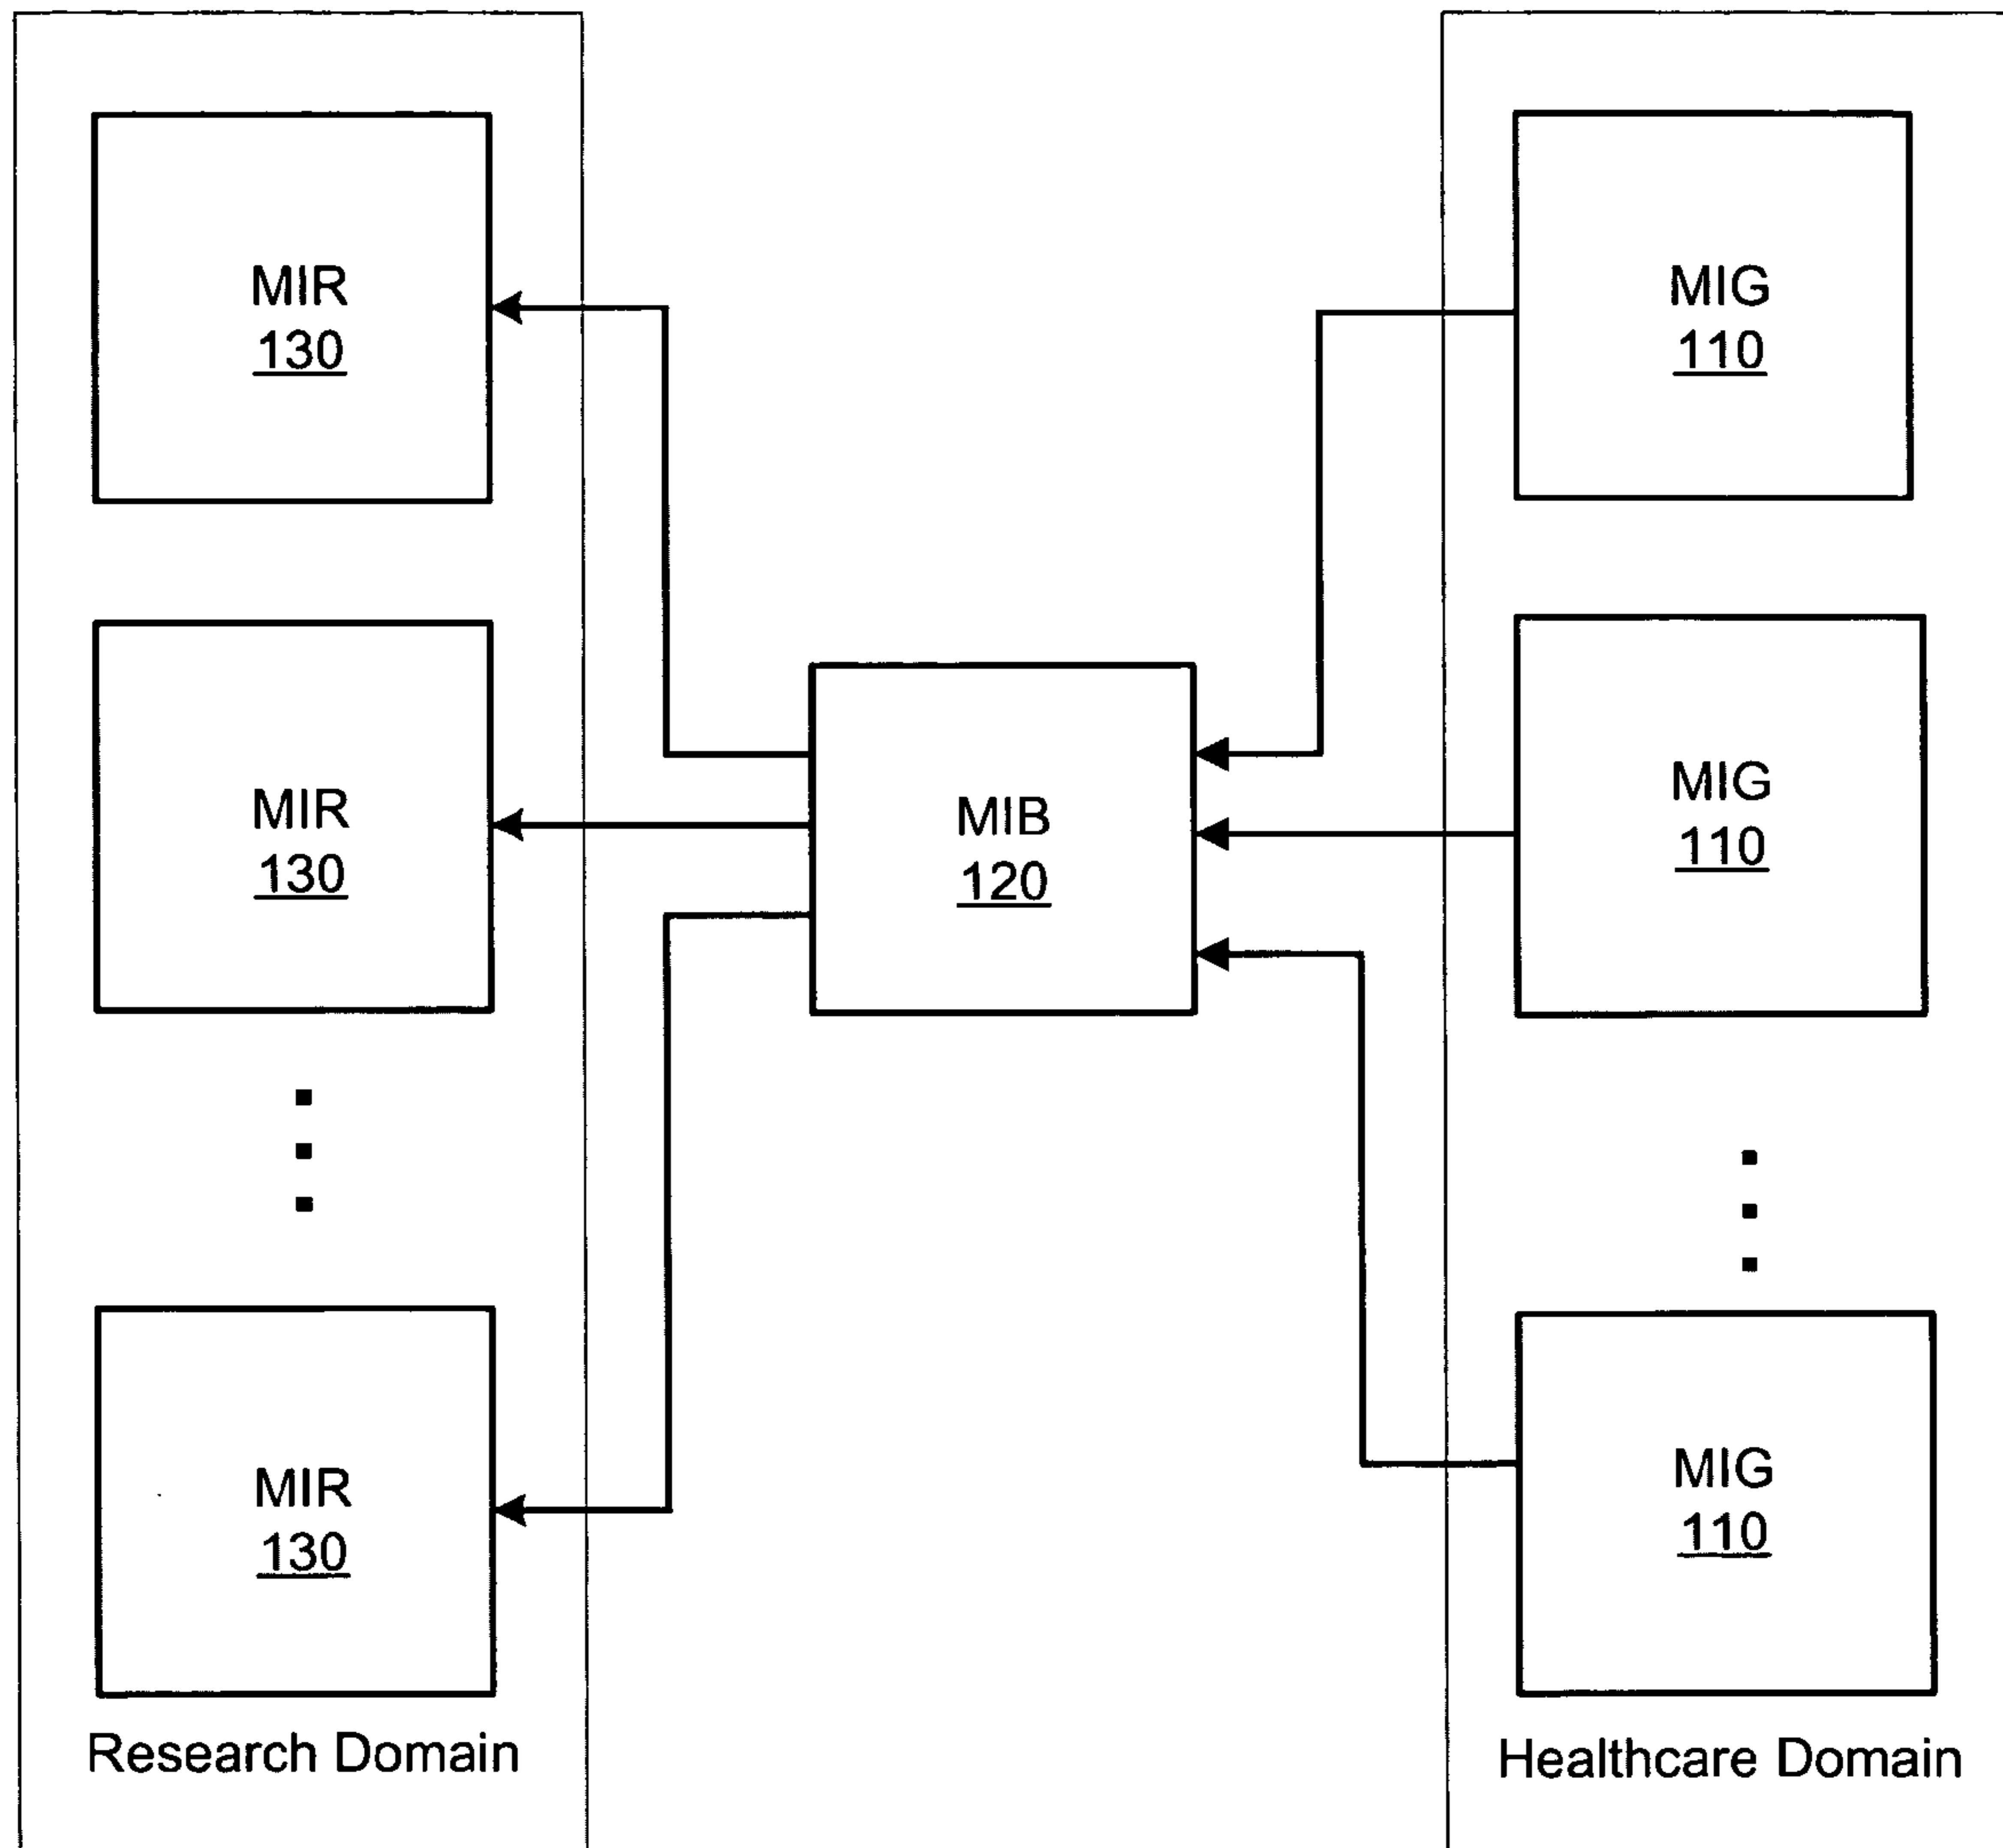 MIR
130
MIR
130
MIR
130
Research Domain
MIB
120
MIG
110
MIG
110
MIG
110
Healthcare Domain